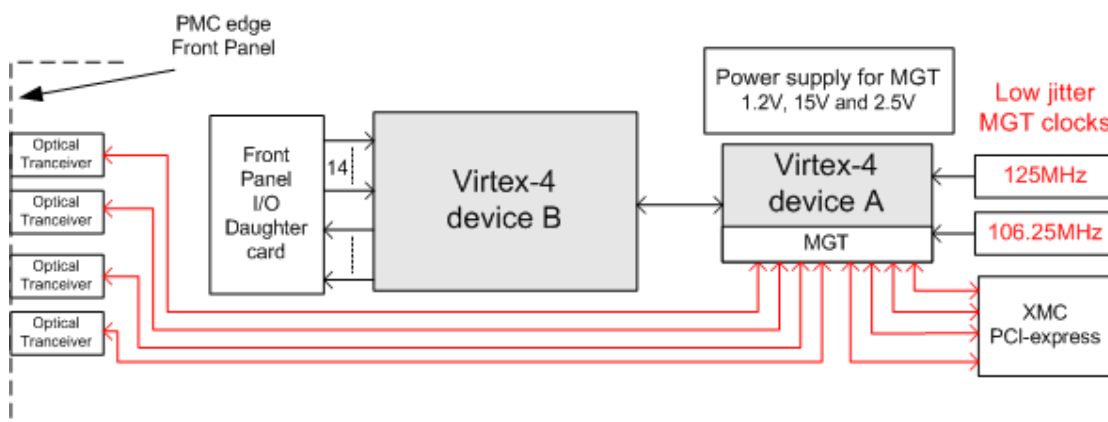 PMC edge
Front Panel
Power supply for MGT
1.2V, 15V and 2.5V
Low jitter
MGT clocks
Optical
Tranceiver
Optical
Tranceiver
Optical
Tranceiver
Optical
Tranceiver
Front
Panel
I/O
Daughter
card
14
Virtex-4
device B
Virtex-4
device A
MGT
125MHz
106.25MHz
XMC
PCI-express